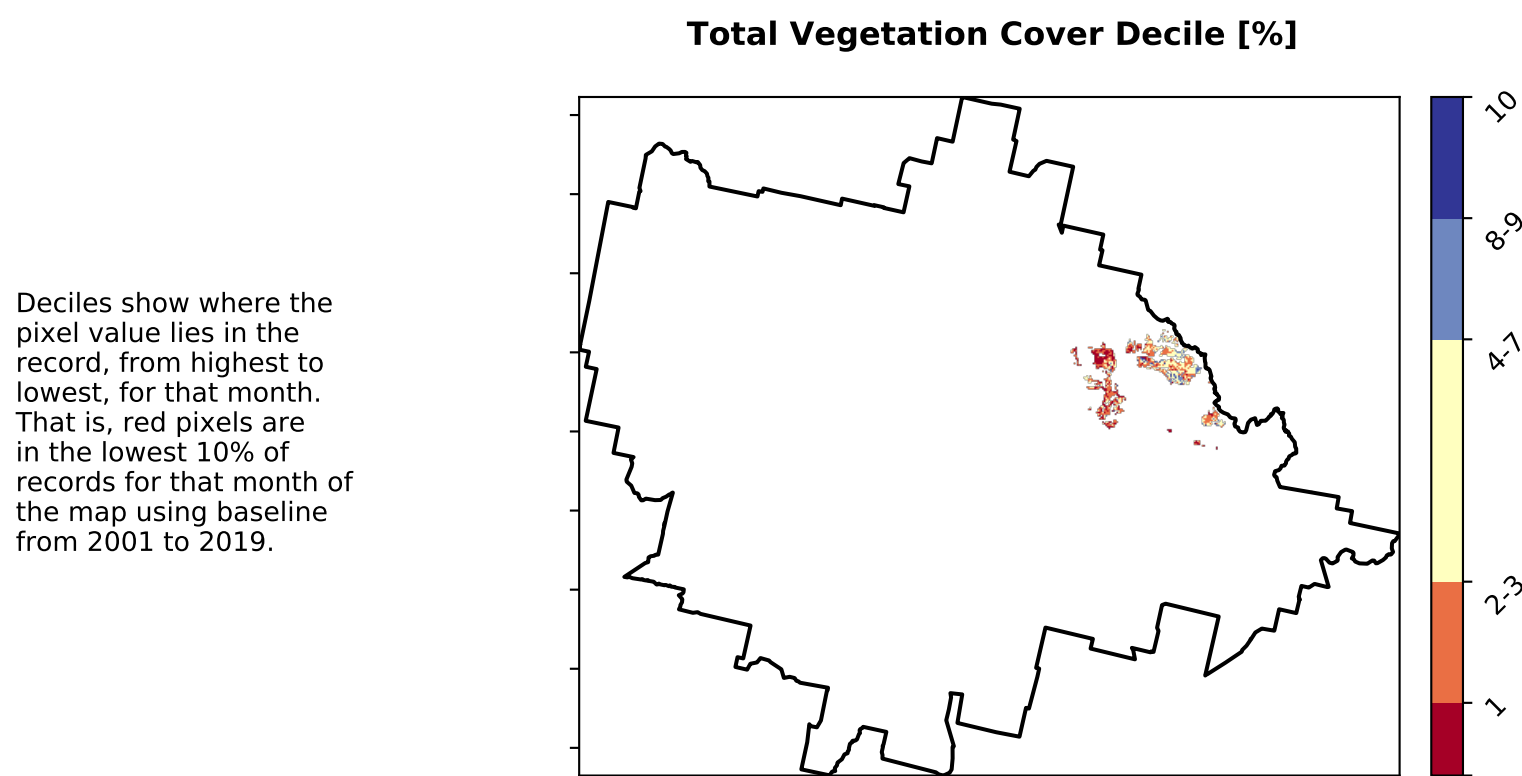 Total Vegetation Cover Decile [%]
Deciles show where the
pixel value lies in the
record, from highest to
lowest, for that month.
That is, red pixels are
in the lowest 10% of
records for that month of
the map using baseline
from 2001 to 2019.
10
8-9
4-7
2-3
1